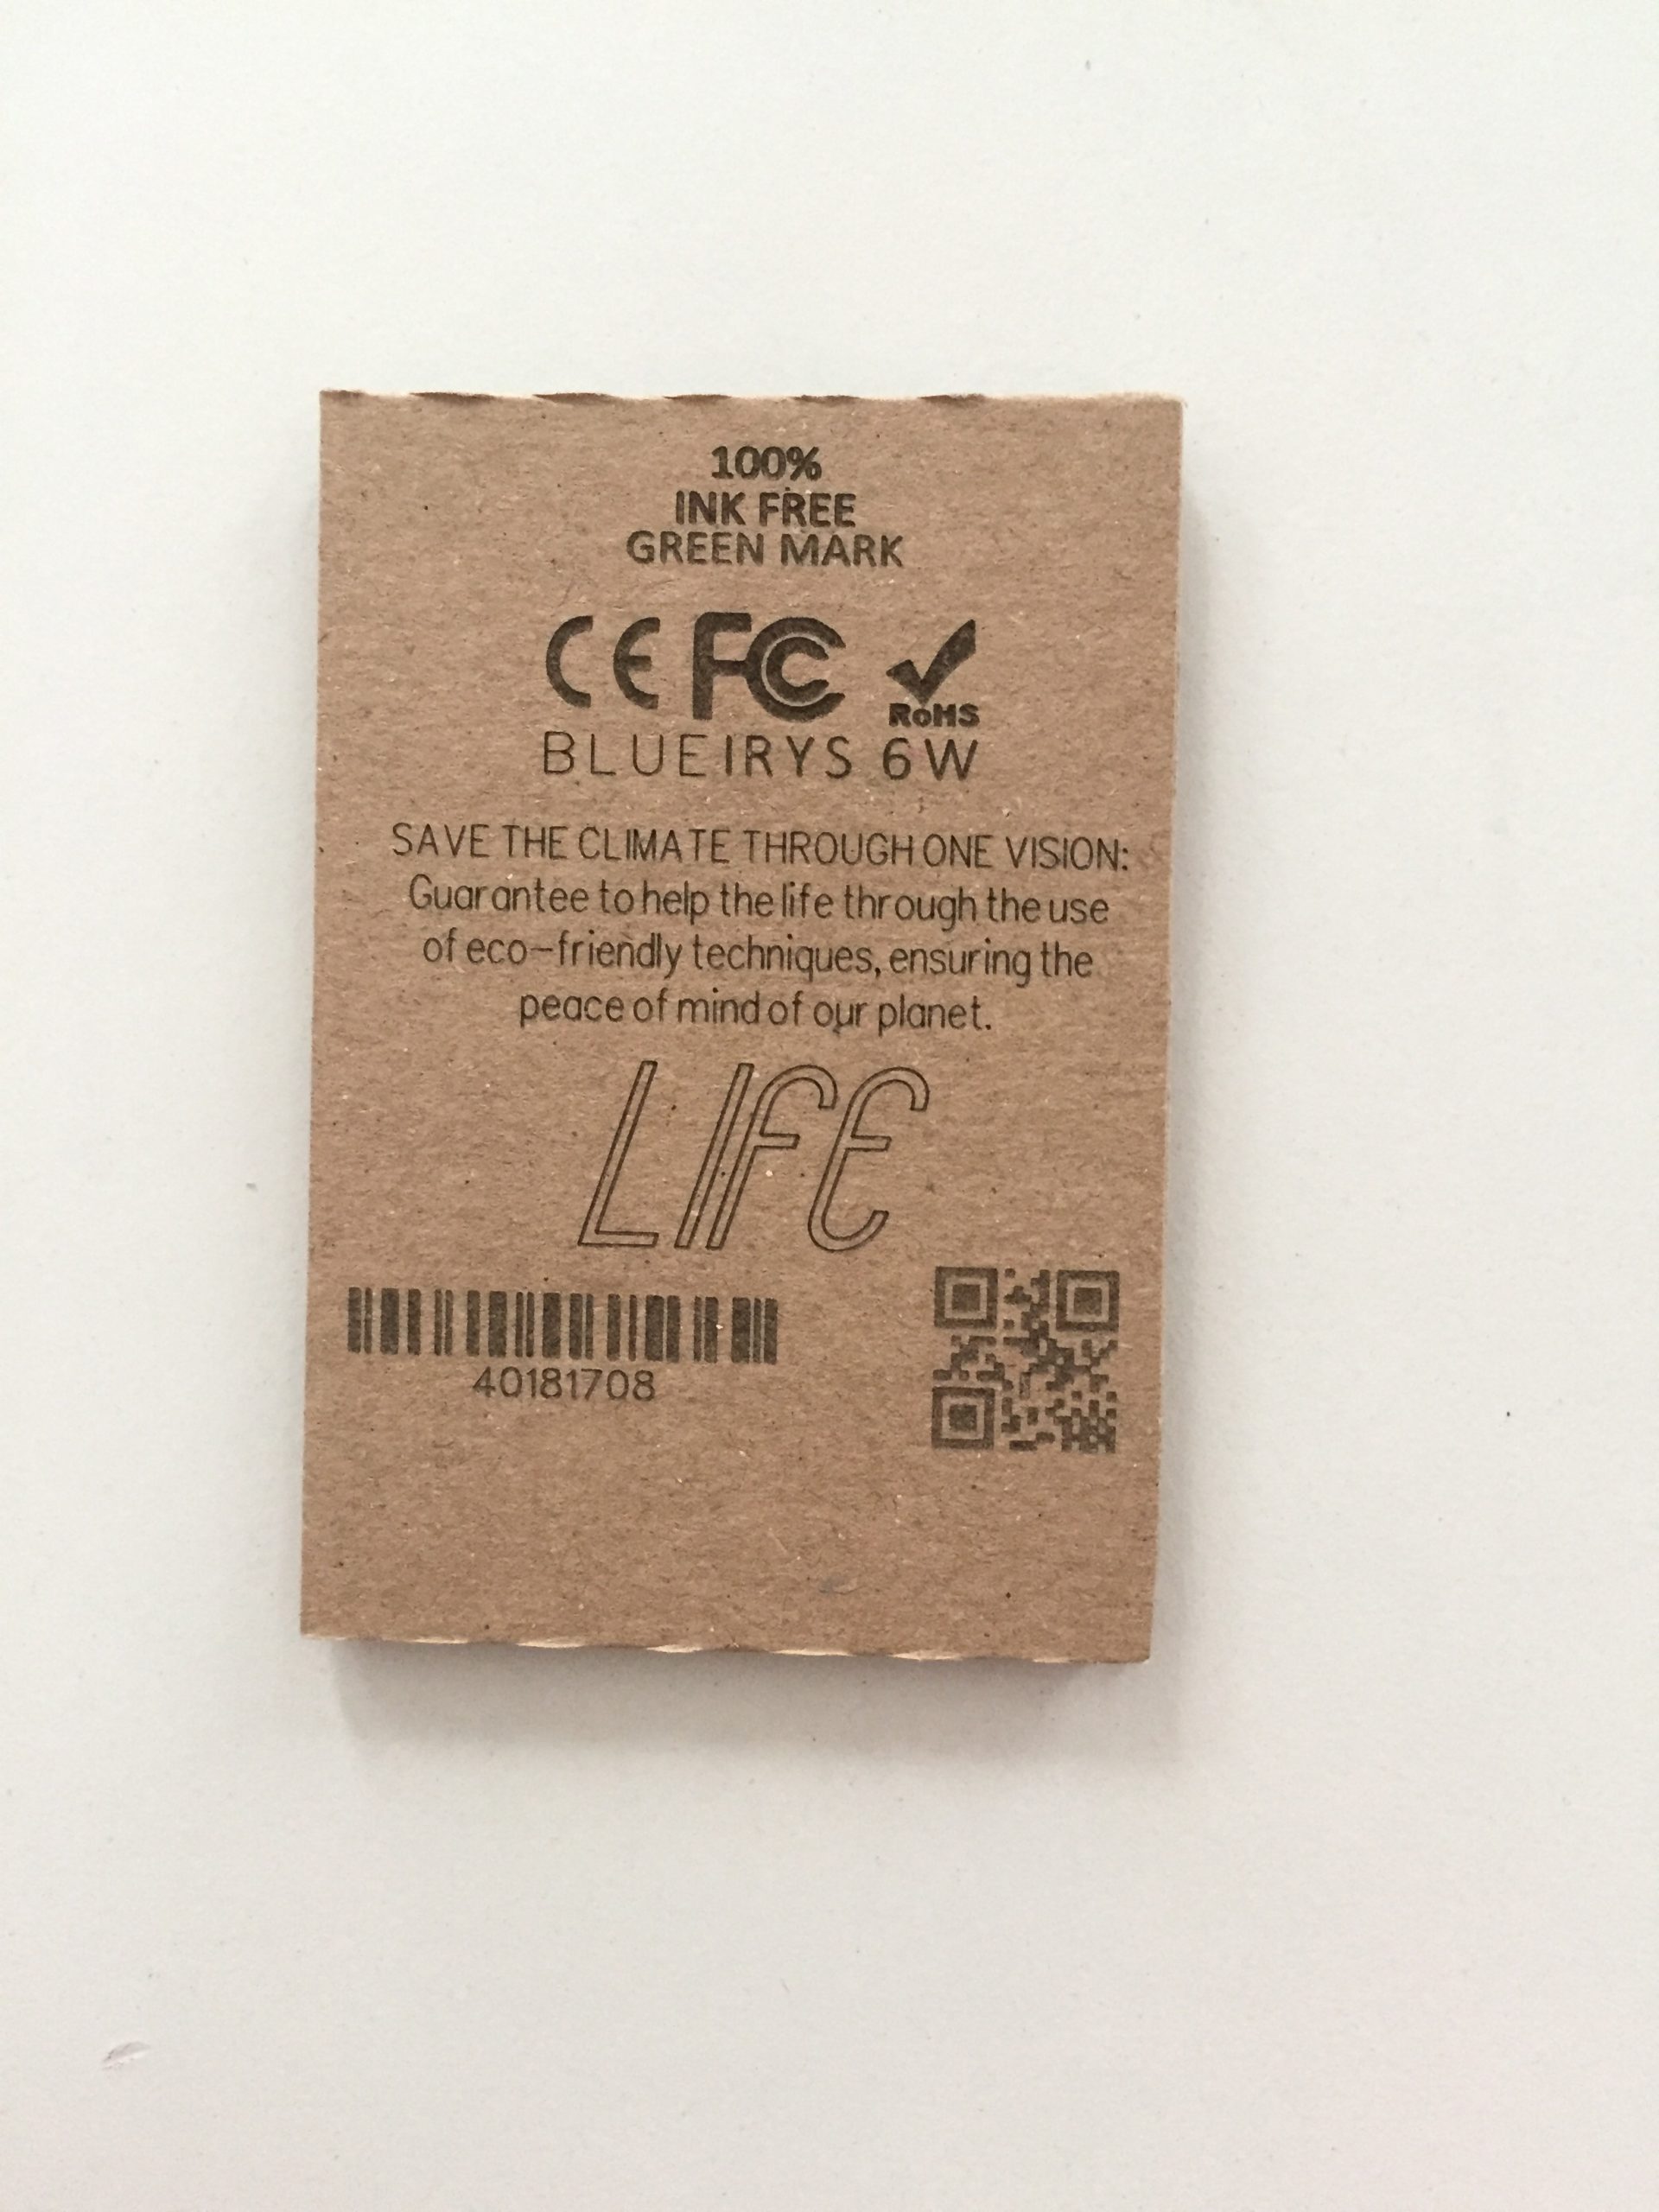 100%
INK FREE
GREEN MARK
CE FC RoHS
BLUEIRYS 6W
SAVE THE CLIMATE THROUGH ONE VISION:
Guarantee to help the life through the use
of eco-friendly techniques, ensuring the
peace of mind of our planet.
LIFE
40181708